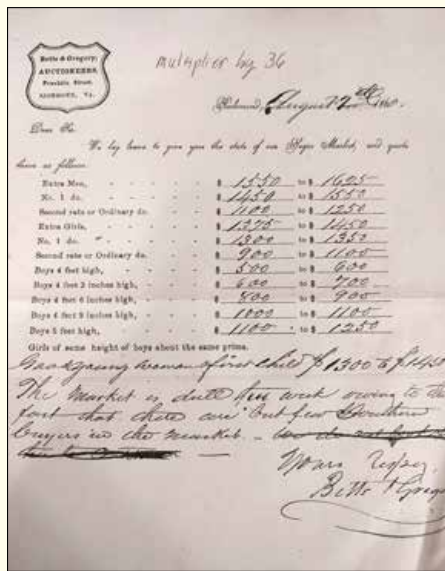 Betts & Gregory,
AUCTIONEERS,
Franklin Street,
RICHMOND, VA.
multiplier by 36
Richmond, August 2nd 1860.
Dear Sir
We beg leave to give you the state of our Negro Market, and quote
them as follows:
Extra Men, $ 1550 to $ 1625
No. 1 do. $ 1450 to $ 1550
Second rate or Ordinary do. $ 1100 to $ 1250
Extra Girls, $ 1375 to $ 1450
No. 1 do. " $ 1300 to $ 1350
Second rate or Ordinary do. $ 900 to $ 1100
Boys 4 feet high, $ 500 to $ 600
Boys 4 feet 3 inches high, $ 600 to $ 700
Boys 4 feet 6 inches high, $ 800 to $ 900
Boys 4 feet 9 inches high, $ 1000 to $ 1100
Boys 5 feet high, $ 1100 to $ 1250
Girls of same height of boys about the same prices.
Good young woman & first child $1300 to $1450
The market is dull this week owing to the
fact that there are but few Southern
buyers in the market
Yours Respy.
Betts & Grego